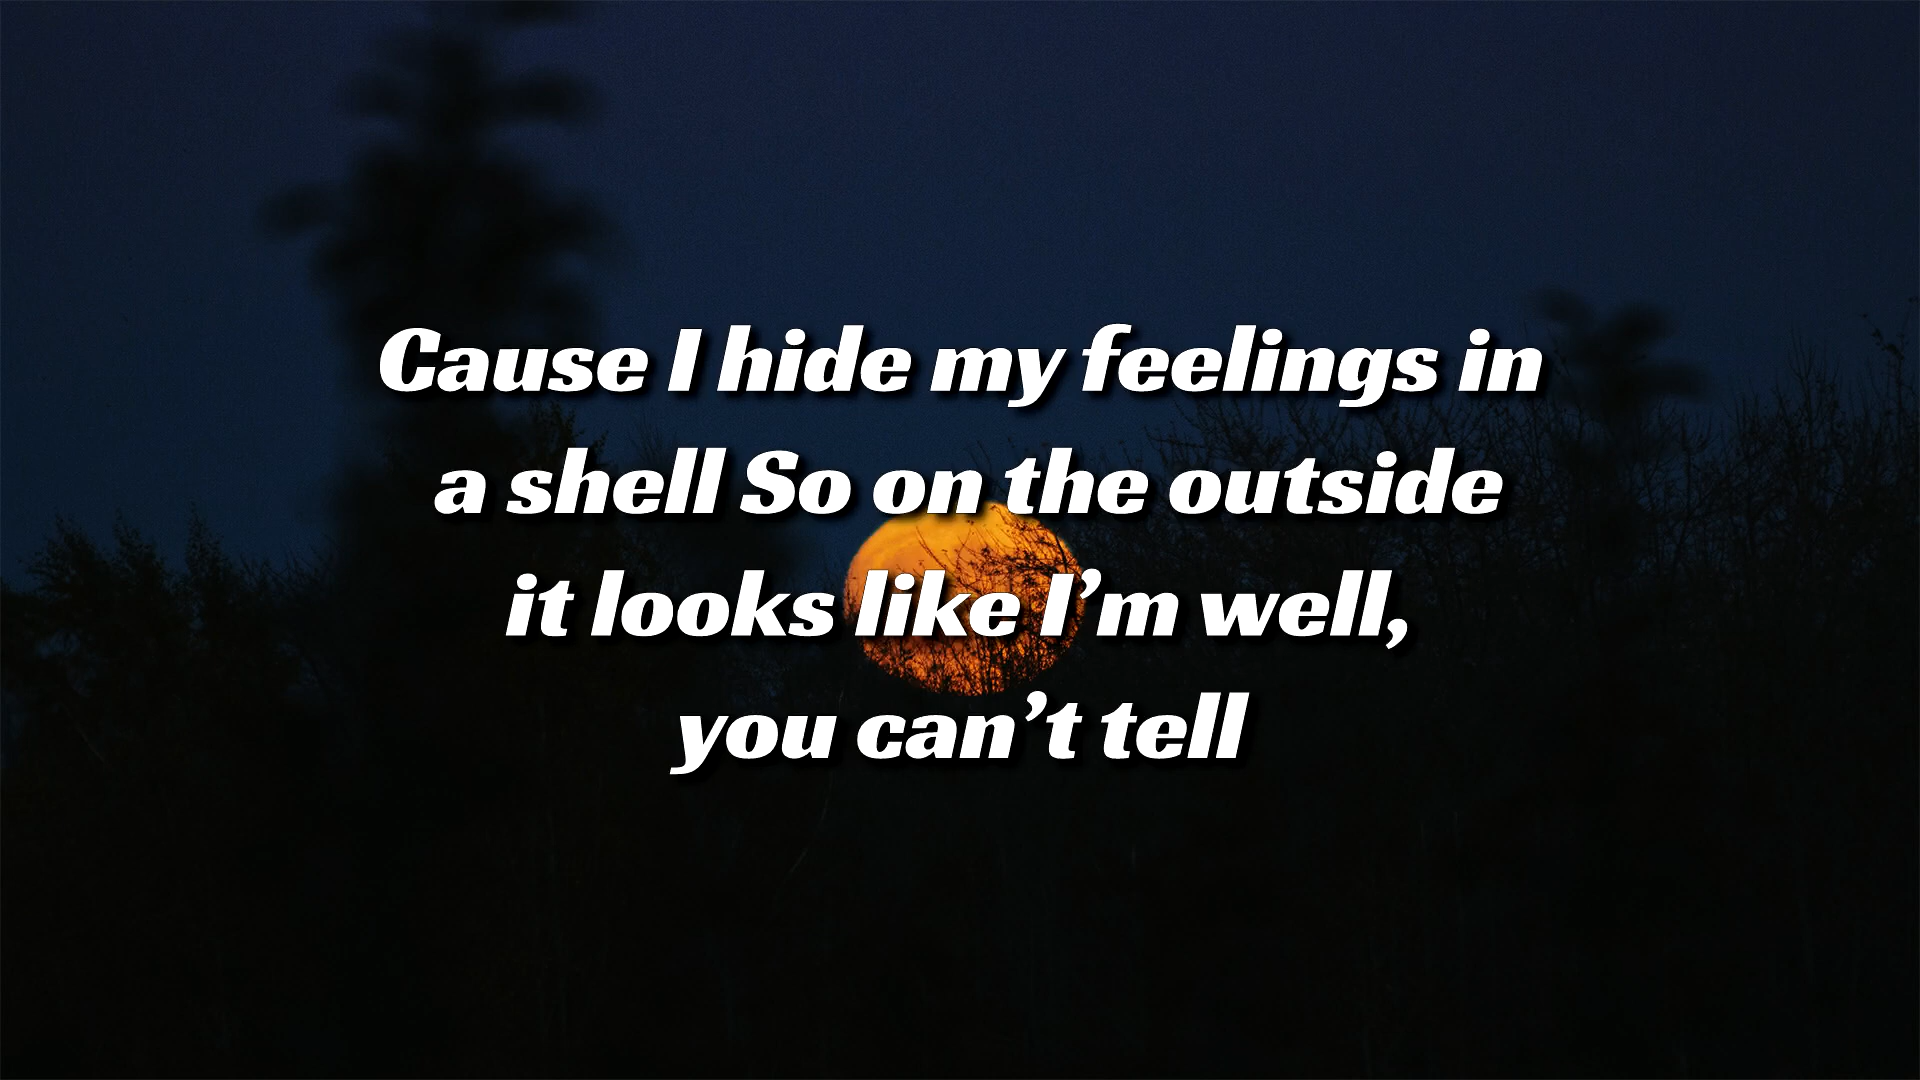 Cause I hide my feelings in
a shell So on the outside
it looks like I’m well,
you can’t tell